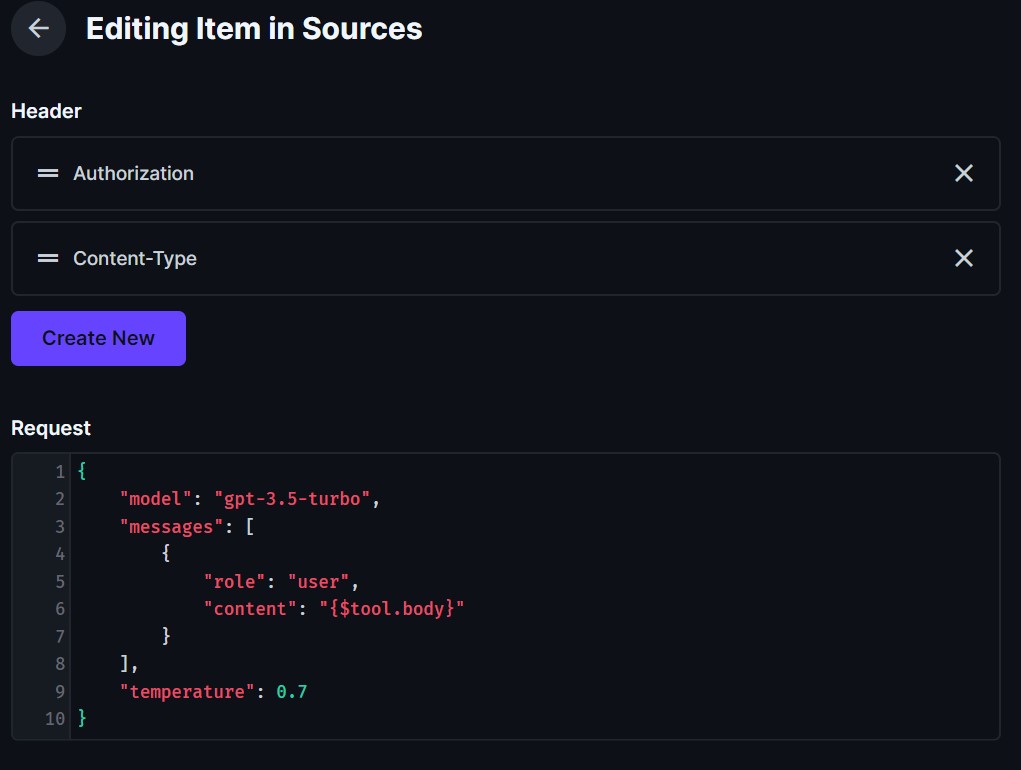 Editing Item in Sources
Header
Authorization
Content-Type
Create New
Request
1 {
2     "model": "gpt-3.5-turbo",
3     "messages": [
4         {
5             "role": "user",
6             "content": "{$tool.body}"
7         }
8     ],
9     "temperature": 0.7
10 }